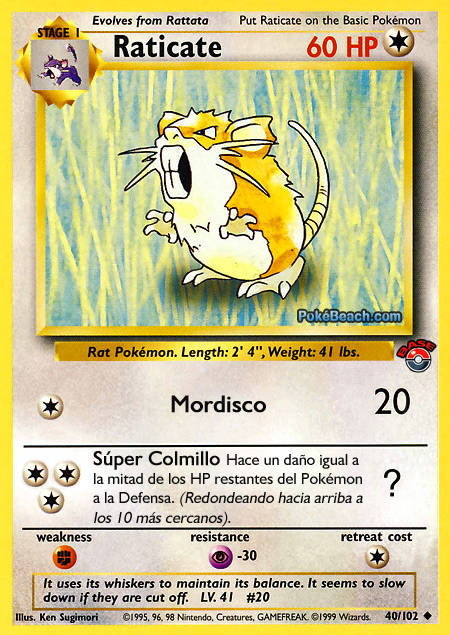 Evolves from Rattata
Put Raticate on the Basic Pokémon
STAGE 1
Raticate
60 HP
PokéBeach.com
Rat Pokémon. Length: 2' 4", Weight: 41 lbs.
BASE
Mordisco
20
Súper Colmillo Hace un daño igual a
la mitad de los HP restantes del Pokémon
a la Defensa. (Redondeando hacia arriba a
los 10 más cercanos).
?
weakness
resistance
retreat cost
-30
It uses its whiskers to maintain its balance. It seems to slow
down if they are cut off. LV. 41 #20
Illus. Ken Sugimori
©1995, 96, 98 Nintendo, Creatures, GAMEFREAK. ©1999 Wizards.
40/102